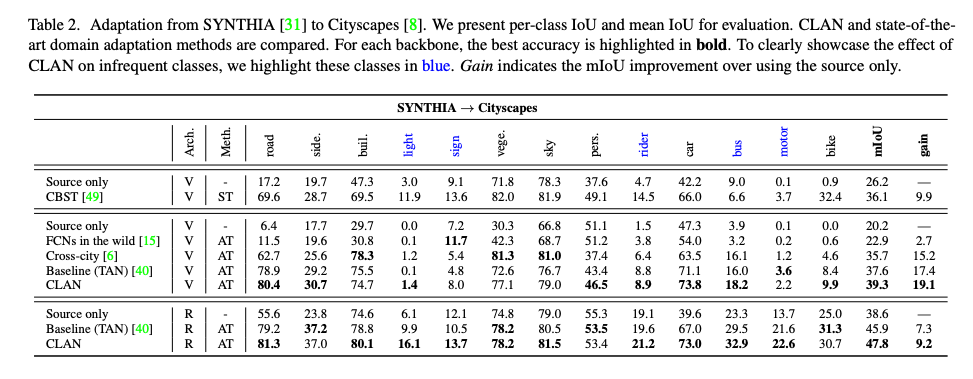 Table 2. Adaptation from SYNTHIA [31] to Cityscapes [8]. We present per-class IoU and mean IoU for evaluation. CLAN and state-of-the-
art domain adaptation methods are compared. For each backbone, the best accuracy is highlighted in bold. To clearly showcase the effect of
CLAN on infrequent classes, we highlight these classes in blue. Gain indicates the mIoU improvement over using the source only.
SYNTHIA → Cityscapes
Arch. Meth. road side. buil. light sign vege. sky pers. rider car bus motor bike mIoU gain
Source only V - 17.2 19.7 47.3 3.0 9.1 71.8 78.3 37.6 4.7 42.2 9.0 0.1 0.9 26.2 —
CBST [49] V ST 69.6 28.7 69.5 11.9 13.6 82.0 81.9 49.1 14.5 66.0 6.6 3.7 32.4 36.1 9.9
Source only V - 6.4 17.7 29.7 0.0 7.2 30.3 66.8 51.1 1.5 47.3 3.9 0.1 0.0 20.2 —
FCNs in the wild [15] V AT 11.5 19.6 30.8 0.1 11.7 42.3 68.7 51.2 3.8 54.0 3.2 0.2 0.6 22.9 2.7
Cross-city [6] V AT 62.7 25.6 78.3 1.2 5.4 81.3 81.0 37.4 6.4 63.5 16.1 1.2 4.6 35.7 15.2
Baseline (TAN) [40] V AT 78.9 29.2 75.5 0.1 4.8 72.6 76.7 43.4 8.8 71.1 16.0 3.6 8.4 37.6 17.4
CLAN V AT 80.4 30.7 74.7 1.4 8.0 77.1 79.0 46.5 8.9 73.8 18.2 2.2 9.9 39.3 19.1
Source only R - 55.6 23.8 74.6 6.1 12.1 74.8 79.0 55.3 19.1 39.6 23.3 13.7 25.0 38.6 —
Baseline (TAN) [40] R AT 79.2 37.2 78.8 9.9 10.5 78.2 80.5 53.5 19.6 67.0 29.5 21.6 31.3 45.9 7.3
CLAN R AT 81.3 37.0 80.1 16.1 13.7 78.2 81.5 53.4 21.2 73.0 32.9 22.6 30.7 47.8 9.2